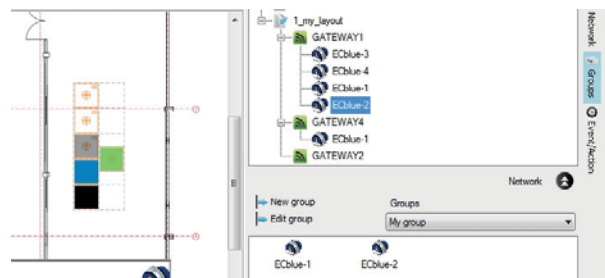 1_my_layout
GATEWAY1
ECblue-3
ECblue-4
ECblue-1
ECblue-2
GATEWAY4
ECblue-1
GATEWAY2
Network
Groups
Event/Action
Network
New group
Groups
Edit group
My group
ECblue-1
ECblue-2